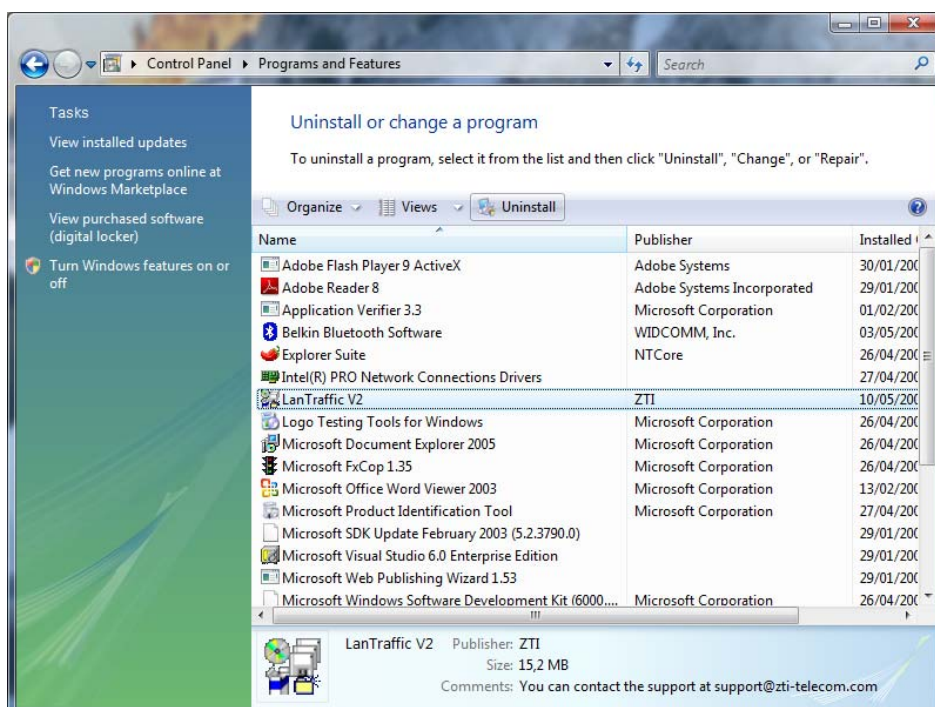 Control Panel Programs and Features Search
Tasks
View installed updates
Get new programs online at
Windows Marketplace
View purchased software
(digital locker)
Turn Windows features on or
off
Uninstall or change a program
To uninstall a program, select it from the list and then click "Uninstall", "Change", or "Repair".
Organize Views Uninstall
Name Publisher Installed
Adobe Flash Player 9 ActiveX Adobe Systems 30/01/200
Adobe Reader 8 Adobe Systems Incorporated 29/01/200
Application Verifier 3.3 Microsoft Corporation 01/02/200
Belkin Bluetooth Software WIDCOMM, Inc. 03/05/200
Explorer Suite NTCore 26/04/200
Intel(R) PRO Network Connections Drivers 27/04/200
LanTraffic V2 ZTI 10/05/200
Logo Testing Tools for Windows Microsoft Corporation 26/04/200
Microsoft Document Explorer 2005 Microsoft Corporation 26/04/200
Microsoft FxCop 1.35 Microsoft Corporation 26/04/200
Microsoft Office Word Viewer 2003 Microsoft Corporation 13/02/200
Microsoft Product Identification Tool Microsoft Corporation 27/04/200
Microsoft SDK Update February 2003 (5.2.3790.0) 29/01/200
Microsoft Visual Studio 6.0 Enterprise Edition 29/01/200
Microsoft Web Publishing Wizard 1.53 29/01/200
Microsoft Windows Software Development Kit (6000.... Microsoft Corporation 26/04/200
LanTraffic V2 Publisher: ZTI
Size: 15,2 MB
Comments: You can contact the support at support@zti-telecom.com